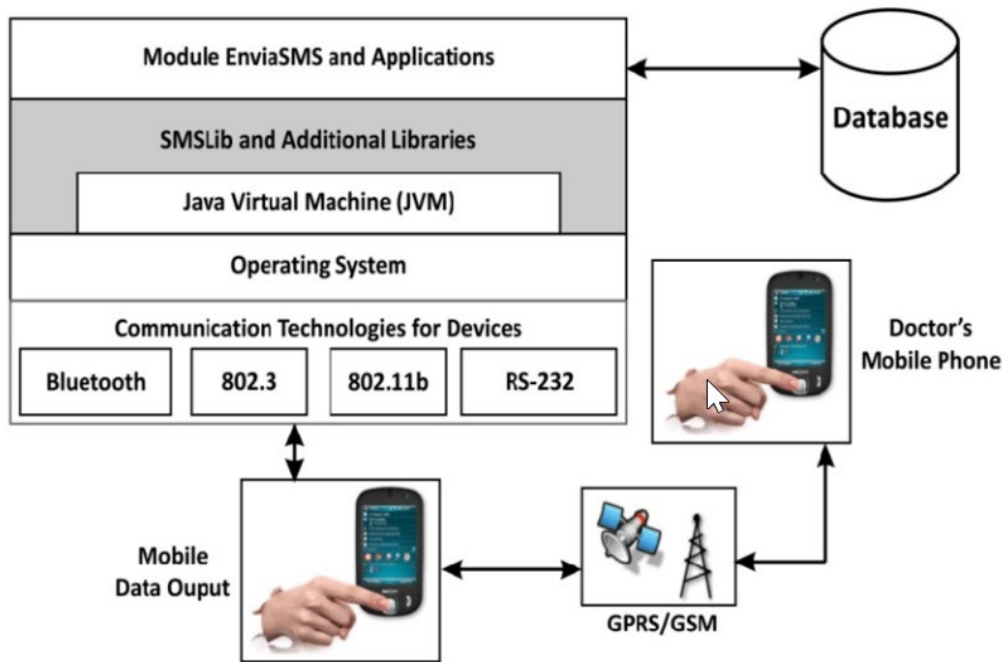 Module EnviaSMS and Applications
Database
SMSLib and Additional Libraries
Java Virtual Machine (JVM)
Operating System
Communication Technologies for Devices
Bluetooth
802.3
802.11b
RS-232
Doctor's
Mobile Phone
Mobile
Data Ouput
GPRS/GSM